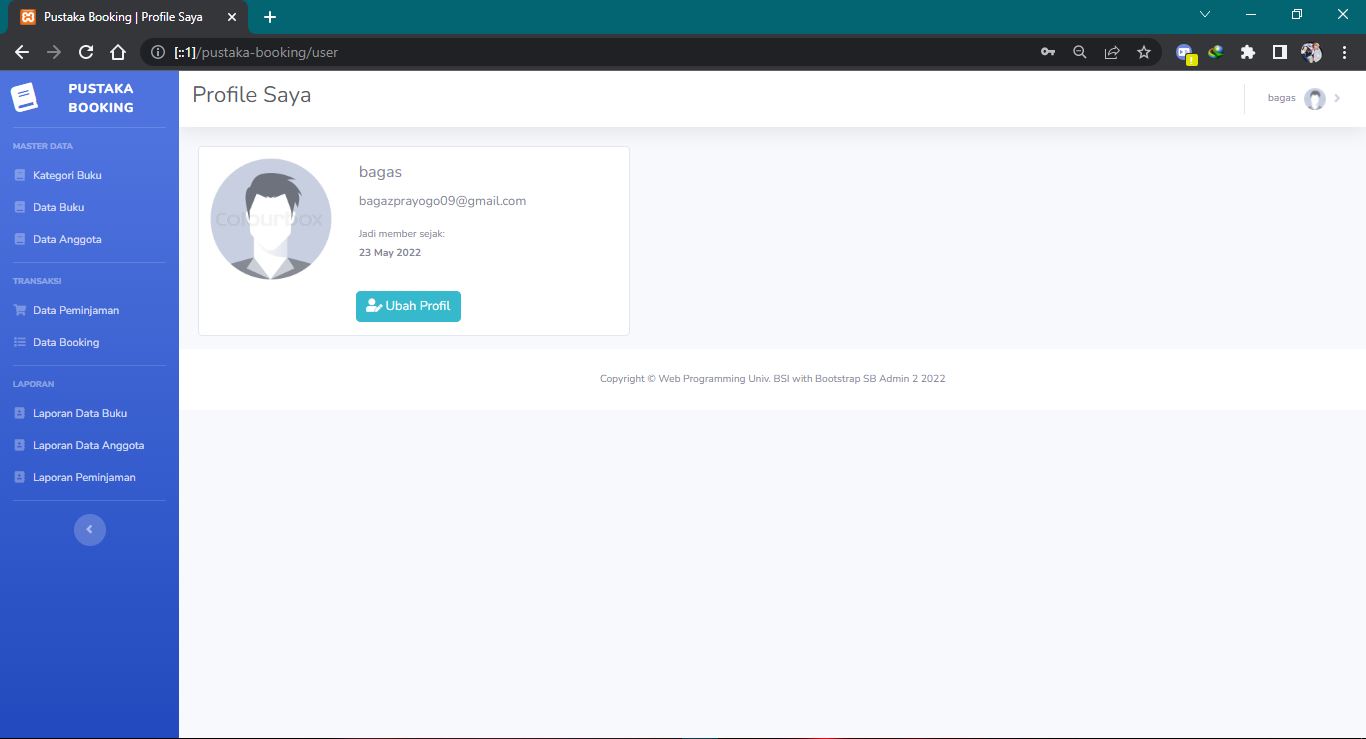 Pustaka Booking | Profile Saya
[::1]/pustaka-booking/user
PUSTAKA
BOOKING
Profile Saya
bagas
MASTER DATA
Kategori Buku
Data Buku
Data Anggota
TRANSAKSI
Data Peminjaman
Data Booking
LAPORAN
Laporan Data Buku
Laporan Data Anggota
Laporan Peminjaman
Colourbox
bagas
bagazprayogo09@gmail.com
Jadi member sejak:
23 May 2022
Ubah Profil
Copyright © Web Programming Univ. BSI with Bootstrap SB Admin 2 2022